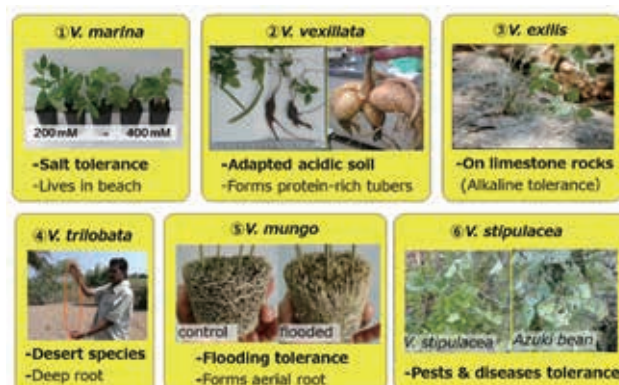 ①V. marina
200mM → 400mM
-Salt tolerance
-Lives in beach
②V. vexillata
-Adapted acidic soil
-Forms protein-rich tubers
③V. exilis
-On limestone rocks
(Alkaline tolerance)
④V. trilobata
-Desert species
-Deep root
⑤V. mungo
control
flooded
-Flooding tolerance
-Forms aerial root
⑥V. stipulacea
V. stipulacea
Azuki bean
-Pests & diseases tolerance